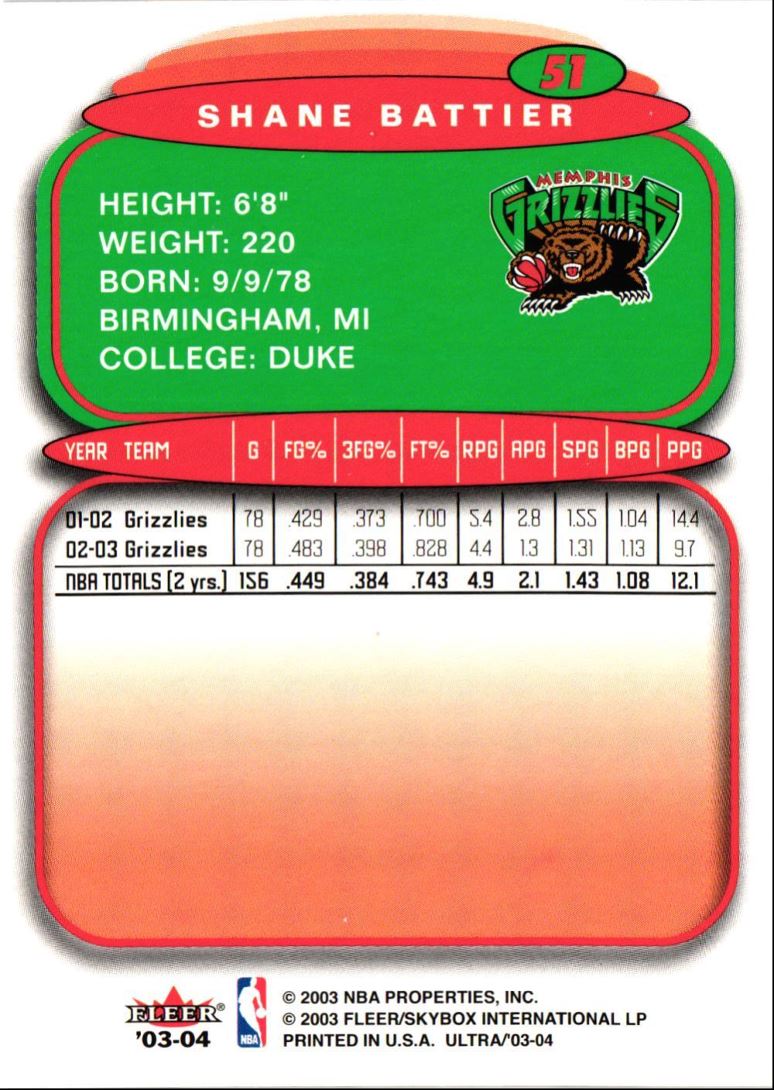 51
SHANE BATTIER
MEMPHIS
GRIZZLIES
HEIGHT: 6'8"
WEIGHT: 220
BORN: 9/9/78
BIRMINGHAM, MI
COLLEGE: DUKE
YEAR TEAM G FG% 3FG% FT% RPG APG SPG BPG PPG
01-02 Grizzlies 78 .429 .373 .700 5.4 2.8 1.55 1.04 14.4
02-03 Grizzlies 78 .483 .398 .828 4.4 1.3 1.31 1.13 9.7
NBA TOTALS (2 yrs.) 156 .449 .384 .743 4.9 2.1 1.43 1.08 12.1
FLEER®
'03-04
NBA
© 2003 NBA PROPERTIES, INC.
© 2003 FLEER/SKYBOX INTERNATIONAL LP
PRINTED IN U.S.A. ULTRA/'03-04